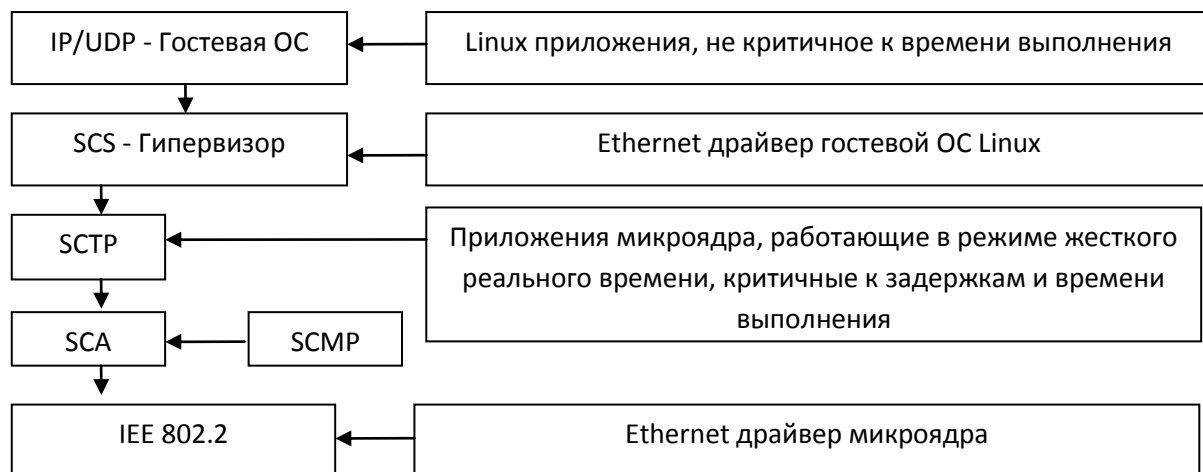 IP/UDP - Гостевая ОС
Linux приложения, не критичное к времени выполнения
SCS - Гипервизор
Ethernet драйвер гостевой ОС Linux
SCTP
Приложения микроядра, работающие в режиме жесткого
реального времени, критичные к задержкам и времени
выполнения
SCA
SCMP
IEE 802.2
Ethernet драйвер микроядра